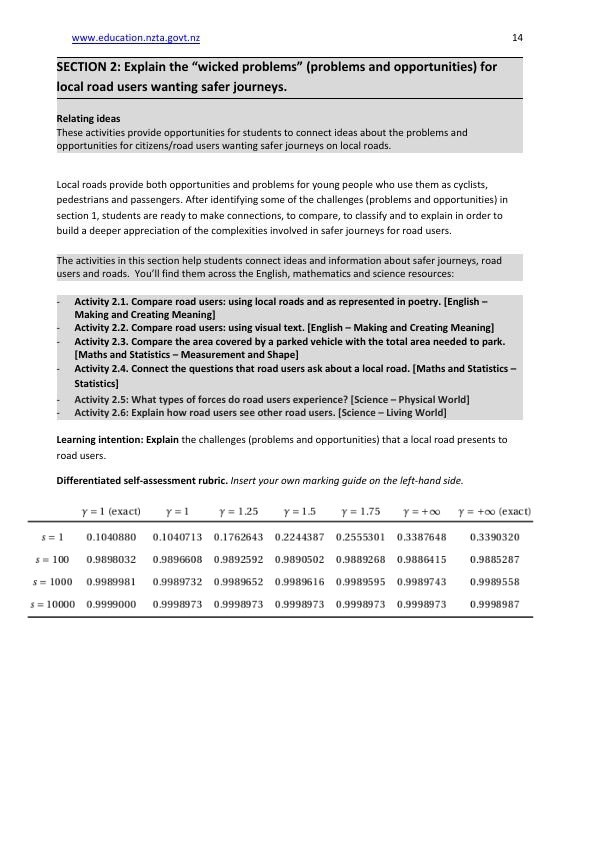 www.education.nzta.govt.nz 14
SECTION 2: Explain the “wicked problems” (problems and opportunities) for
local road users wanting safer journeys.
Relating ideas
These activities provide opportunities for students to connect ideas about the problems and
opportunities for citizens/road users wanting safer journeys on local roads.
Local roads provide both opportunities and problems for young people who use them as cyclists,
pedestrians and passengers. After identifying some of the challenges (problems and opportunities) in
section 1, students are ready to make connections, to compare, to classify and to explain in order to
build a deeper appreciation of the complexities involved in safer journeys for road users.
The activities in this section help students connect ideas and information about safer journeys, road
users and roads.  You’ll find them across the English, mathematics and science resources:
- Activity 2.1. Compare road users: using local roads and as represented in poetry. [English –
Making and Creating Meaning]
- Activity 2.2. Compare road users: using visual text. [English – Making and Creating Meaning]
- Activity 2.3. Compare the area covered by a parked vehicle with the total area needed to park.
[Maths and Statistics – Measurement and Shape]
- Activity 2.4. Connect the questions that road users ask about a local road. [Maths and Statistics –
Statistics]
- Activity 2.5: What types of forces do road users experience? [Science – Physical World]
- Activity 2.6: Explain how road users see other road users. [Science – Living World]
Learning intention: Explain the challenges (problems and opportunities) that a local road presents to
road users.
Differentiated self-assessment rubric. Insert your own marking guide on the left-hand side.
γ = 1 (exact) γ = 1 γ = 1.25 γ = 1.5 γ = 1.75 γ = +∞ γ = +∞ (exact)
s = 1 0.1040880 0.1040713 0.1762643 0.2244387 0.2555301 0.3387648 0.3390320
s = 100 0.9898032 0.9896608 0.9892592 0.9890502 0.9889268 0.9886415 0.9885287
s = 1000 0.9989981 0.9989732 0.9989652 0.9989616 0.9989595 0.9989743 0.9989558
s = 10000 0.9999000 0.9998973 0.9998973 0.9998973 0.9998973 0.9998973 0.9998987